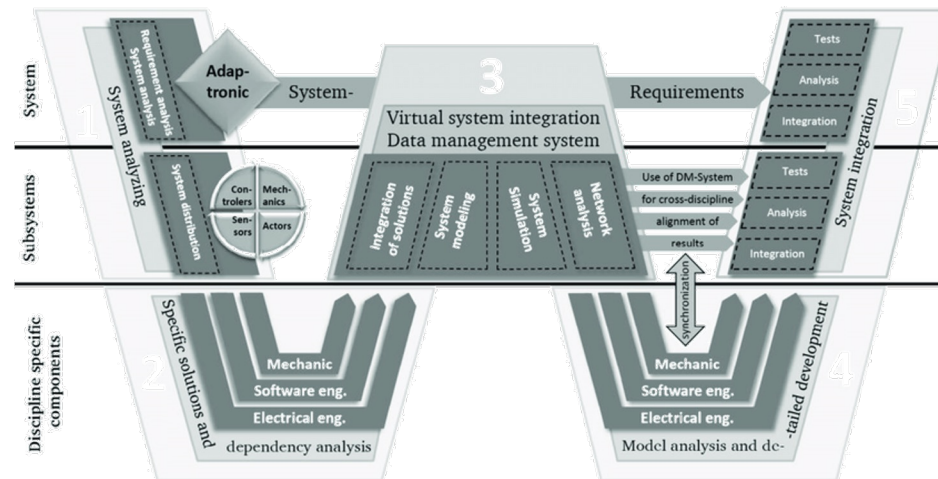 System
Subsystems
Discipline specific
components
1
System analyzing
Requirement analysis
System analysis
System distribution
Adap-
tronic
System-
Requirements
Con-
trolers
Mech-
anics
Sen-
sors
Actors
3
Virtual system integration
Data management system
Integration
of solutions
System
modeling
System
Simulation
Network
analysis
Use of DM-System
for cross-discipline
alignment of
results
synchronization
5
System integration
Tests
Analysis
Integration
Tests
Analysis
Integration
2
Specific solutions and
dependency analysis
Mechanic
Software eng.
Electrical eng.
4
Model analysis and de-
-tailed development
Mechanic
Software eng.
Electrical eng.